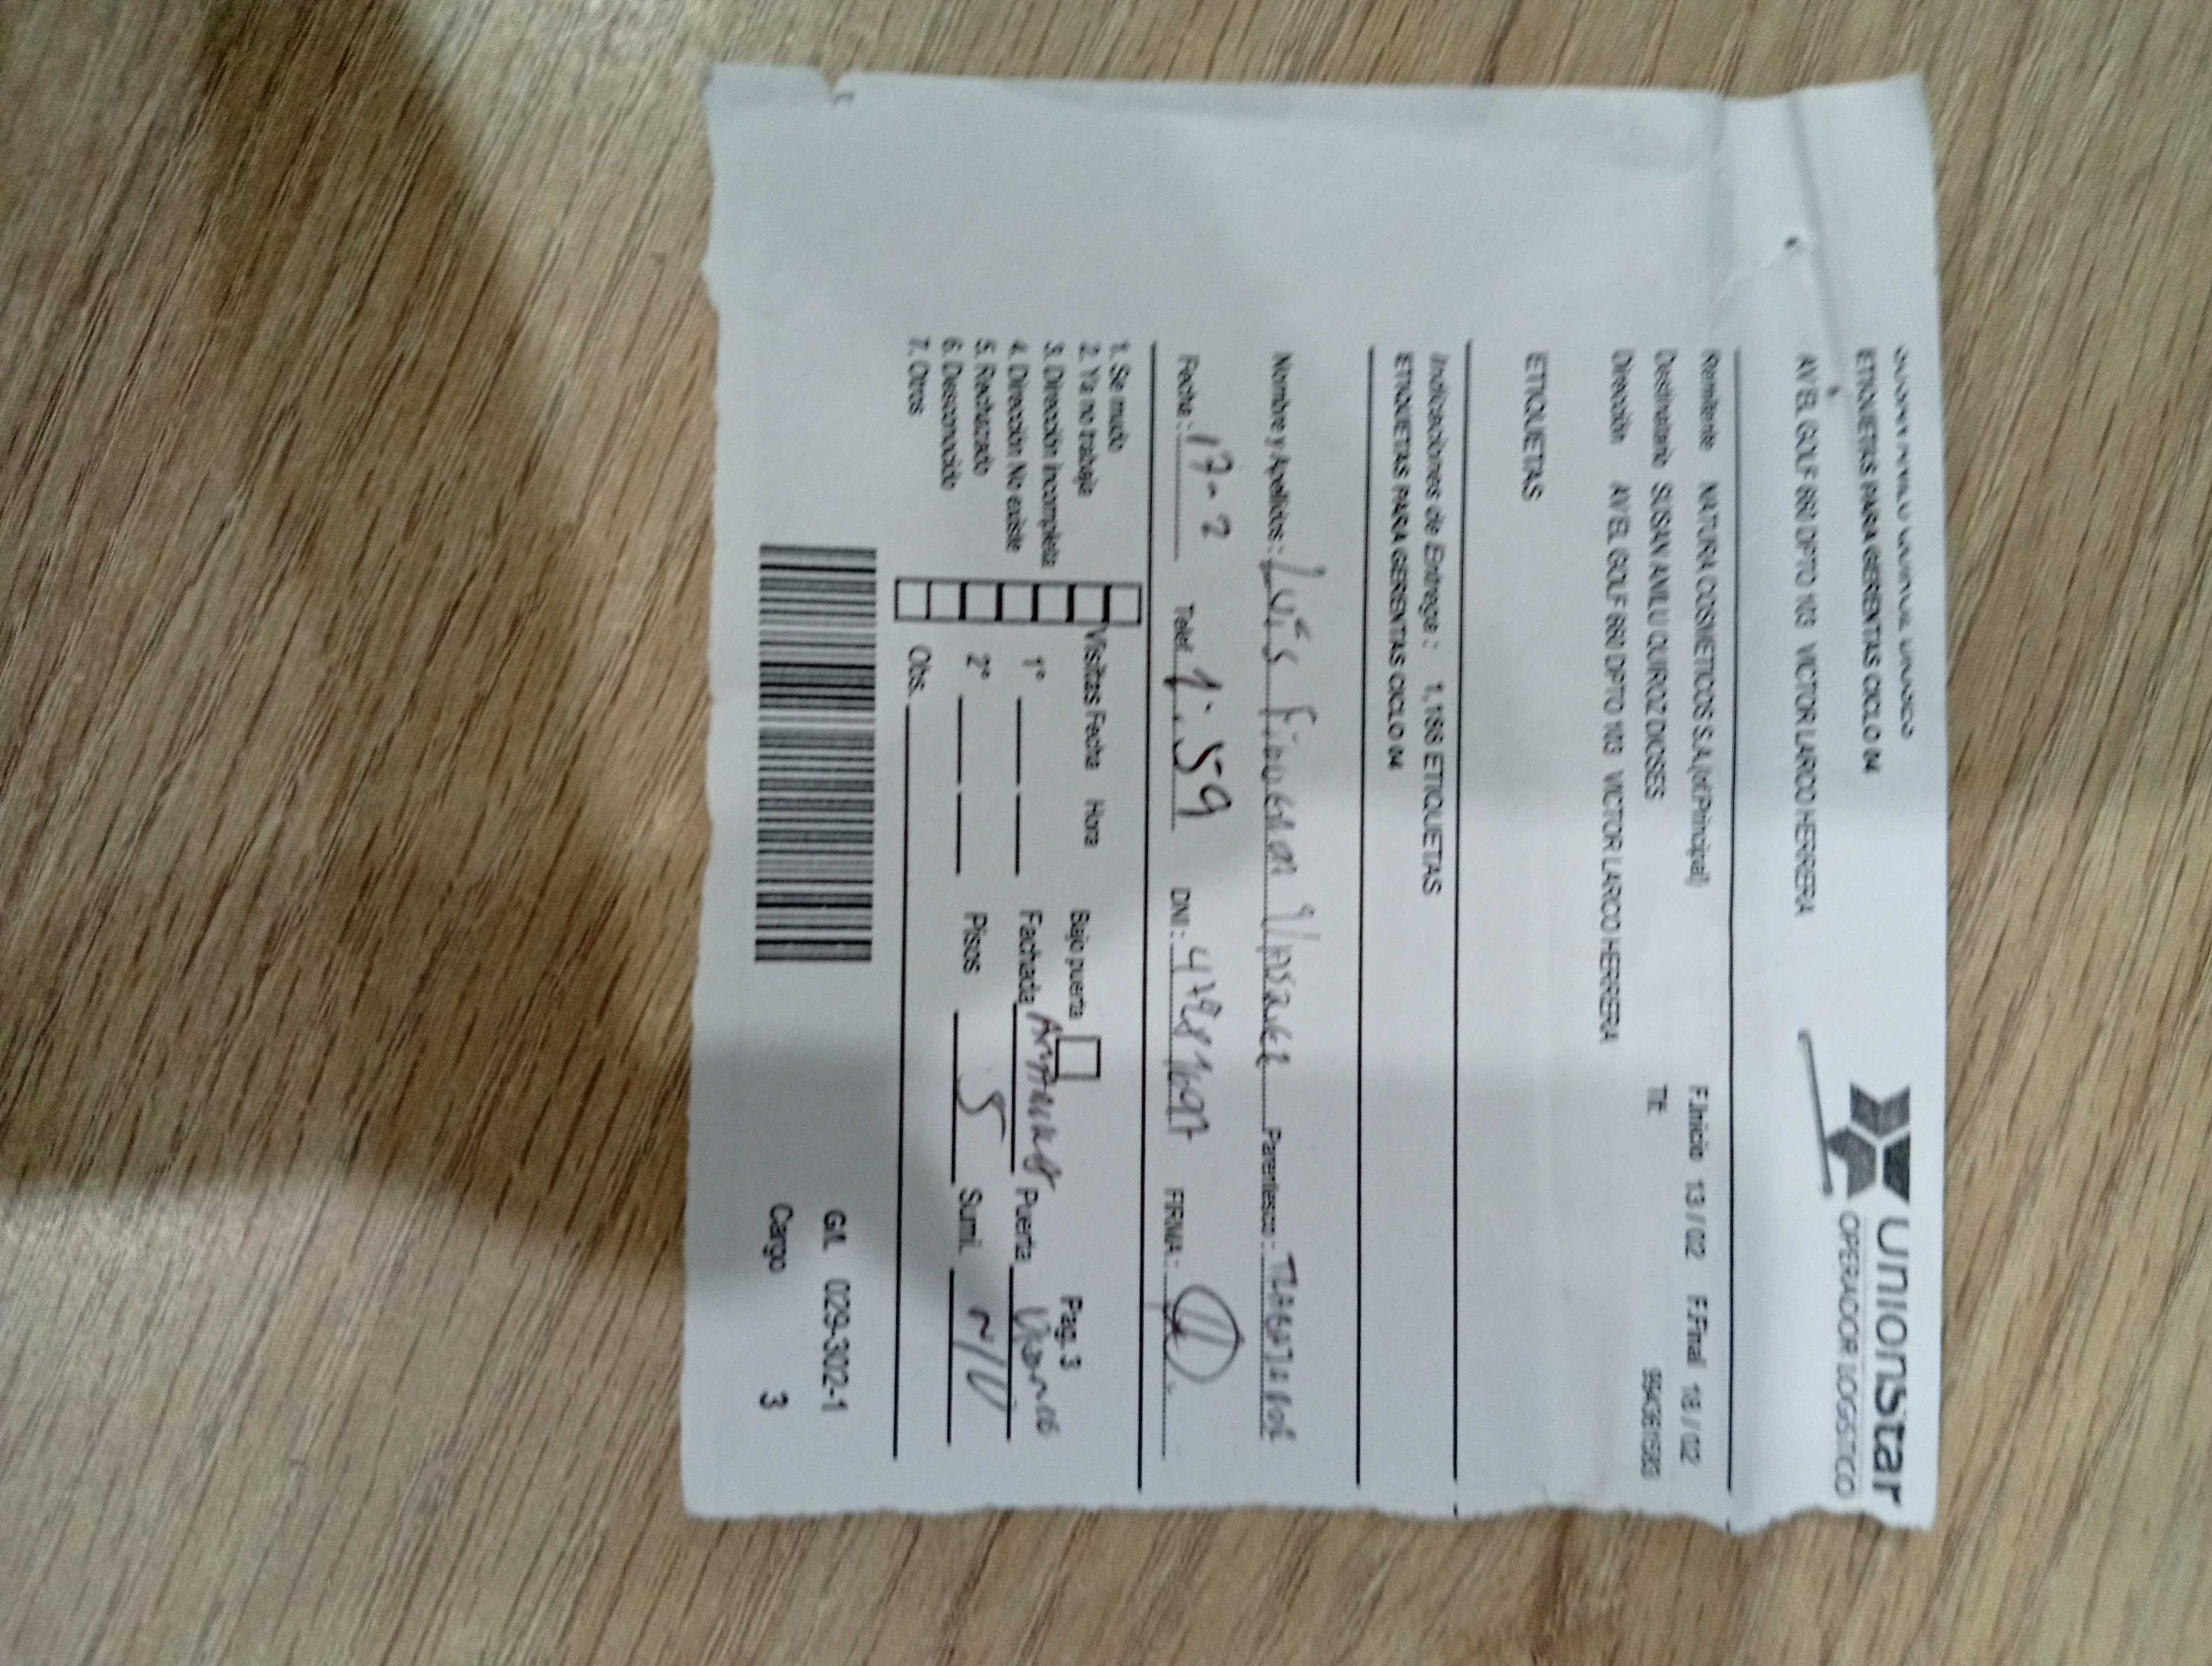 unionstar
OPERADOR LOGISTICO
ETIQUETAS PARA GERENTAS CICLO 04
AV EL GOLF 660 DPTO 103 VICTOR LARCO HERRERA
Remitente NATURA COSMETICOS S.A.(of.Principal) F.Inicio 13 / 02 F.Final 18 / 02
Destinatario SUSAN ANILU QUIROZ DIOSES Tlf.
Dirección AV EL GOLF 660 DPTO 103 VICTOR LARCO HERRERA
ETIQUETAS
Indicaciones de Entrega : 1,166 ETIQUETAS
ETIQUETAS PARA GERENTAS CICLO 04
Nombre y Apellidos : Luis Parentesco :
Fecha : 17-2 Telef. 1:59 DNI : FIRMA :
1. Se mudo
2. Ya no trabaja Visitas Fecha Hora Bajo puerta Pag. 3
3. Dirección incompleta
4. Dirección No existe 1° Fachada Puerta
5. Rechazado 2° Pisos 5 Sumi. N/V
6. Desconocido
7. Otros Obs.
G/L 029-302-1
Cargo 3